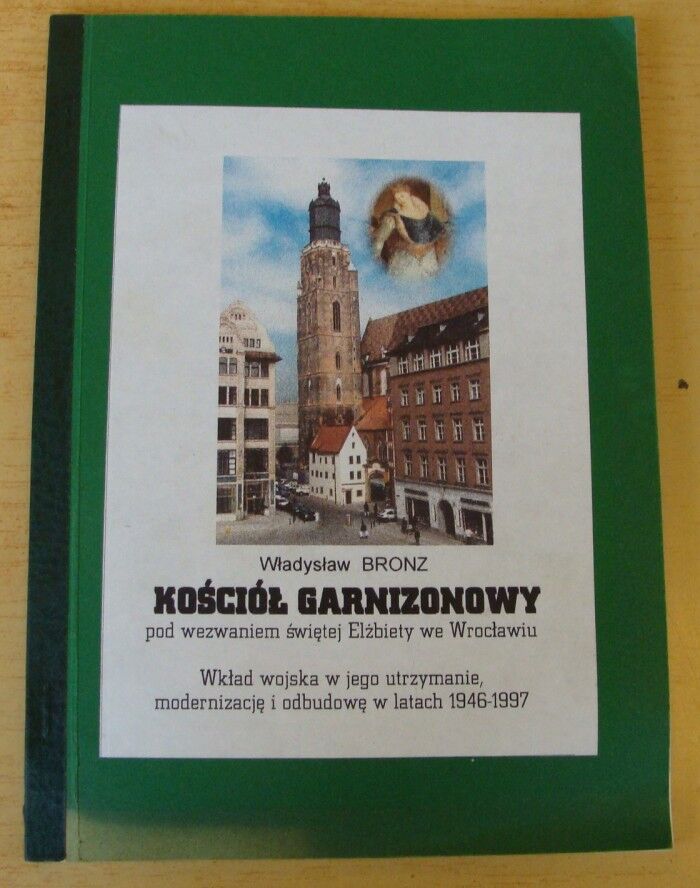 Władysław BRONZ
KOŚCIÓŁ GARNIZONOWY
pod wezwaniem świętej Elżbiety we Wrocławiu
Wkład wojska w jego utrzymanie,
modernizację i odbudowę w latach 1946-1997